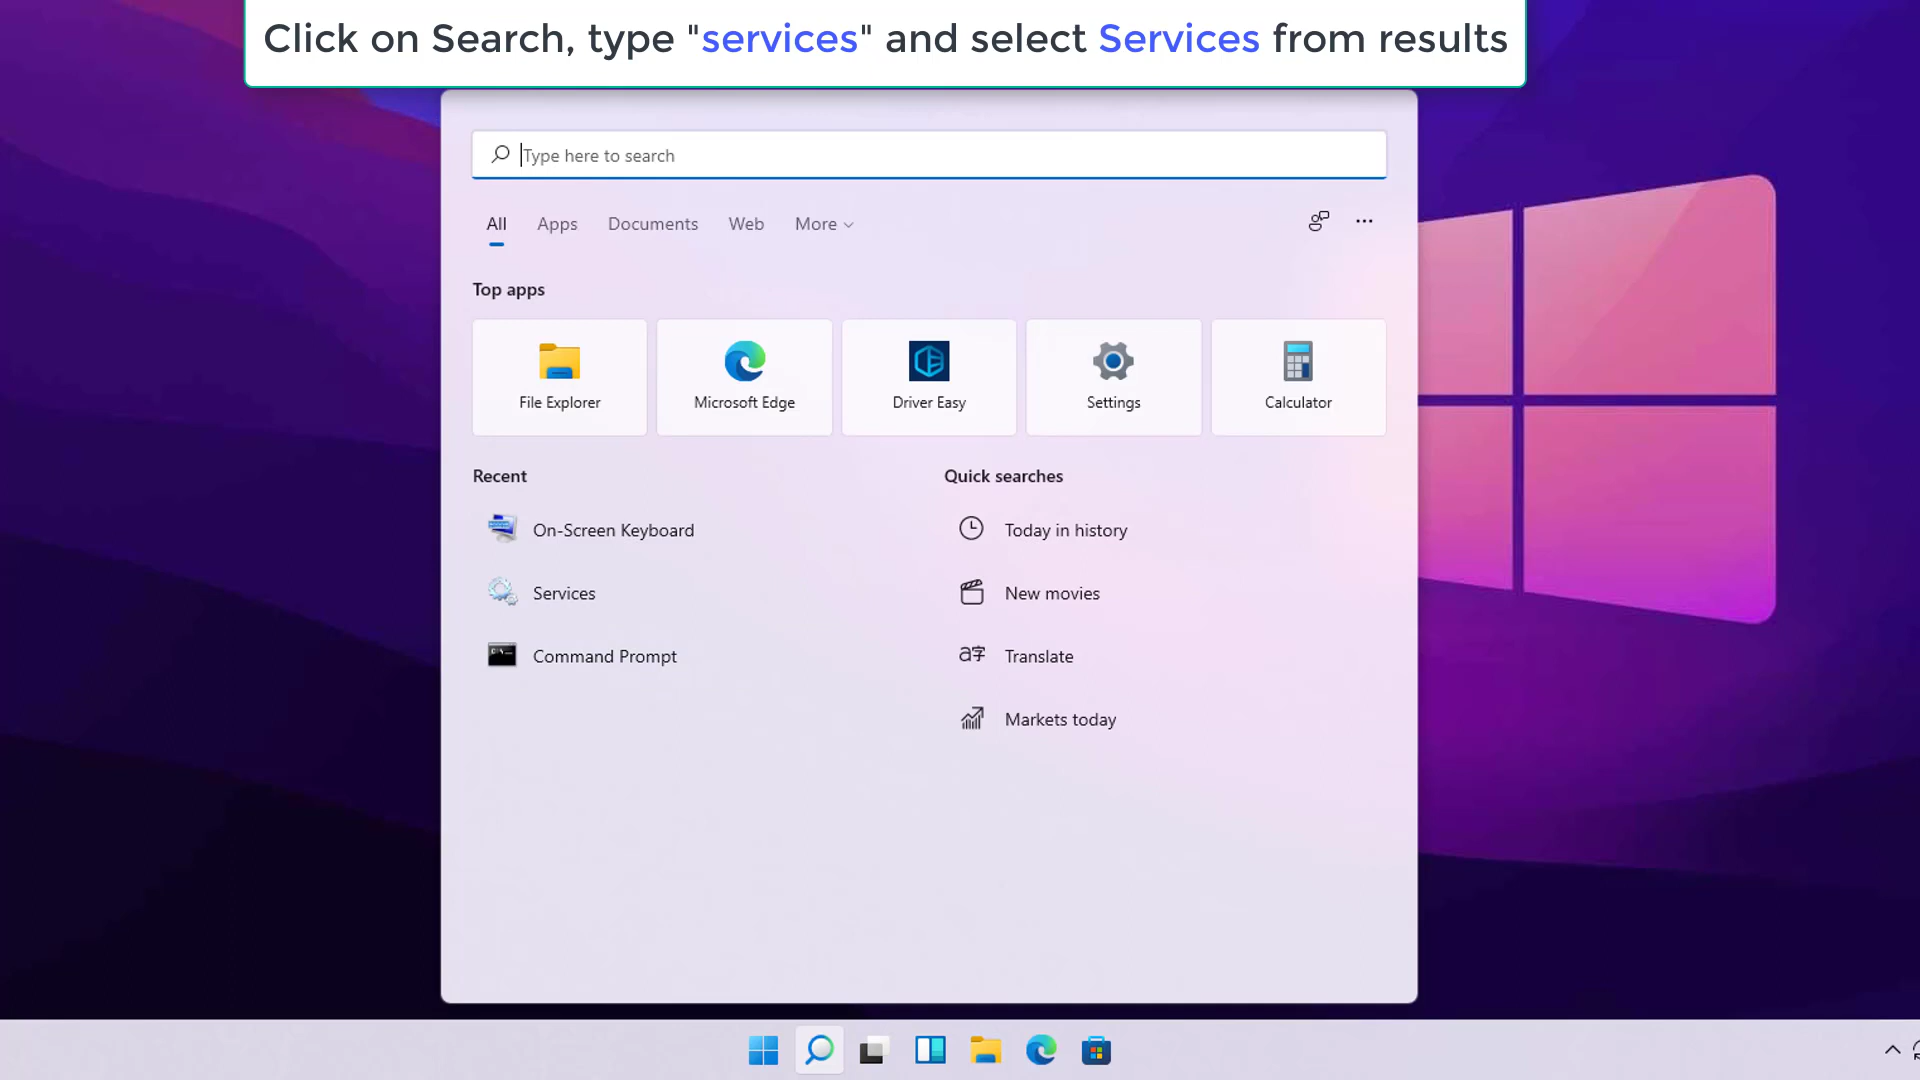 Click on Search, type "services" and select Services from results
Type here to search
All Apps Documents Web More
Top apps
File Explorer Microsoft Edge Driver Easy Settings Calculator
Recent
On-Screen Keyboard
Services
Command Prompt
Quick searches
Today in history
New movies
Translate
Markets today